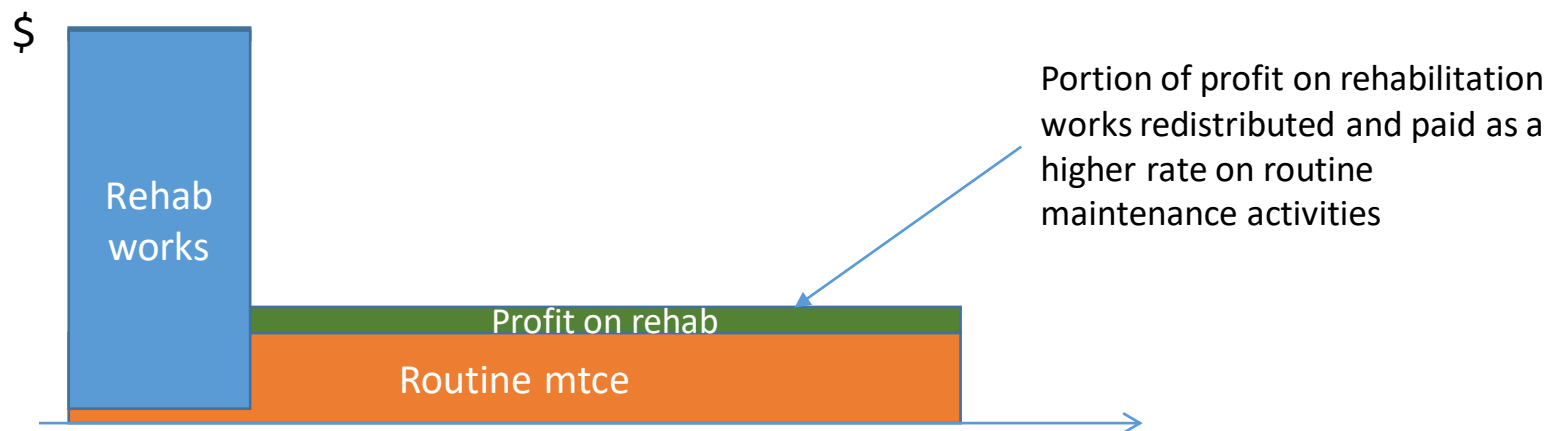 $
Portion of profit on rehabilitation
works redistributed and paid as a
higher rate on routine
maintenance activities
Rehab
works
Profit on rehab
Routine mtce